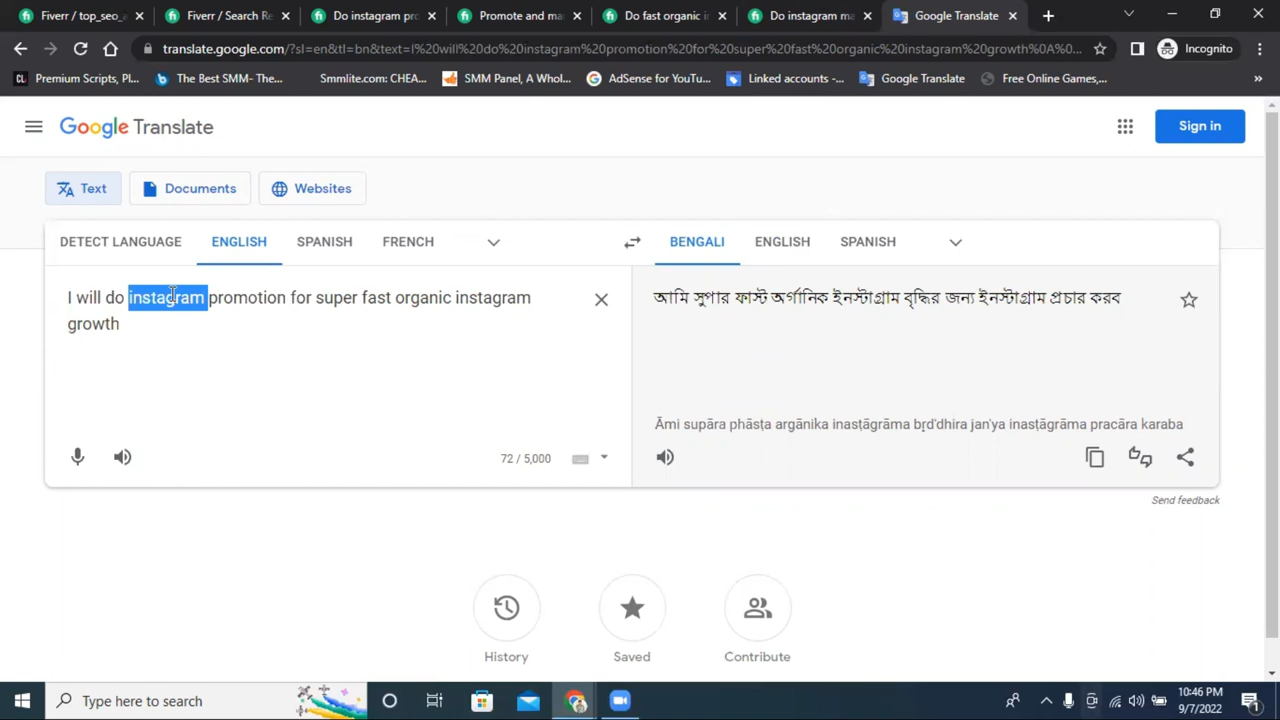 Fiverr / top_seo_
Fiverr / Search Re
Do instagram pro
Promote and ma
Do fast organic in
Do instagram ma
Google Translate
translate.google.com/?sl=en&tl=bn&text=I%20will%20do%20instagram%20promotion%20for%20super%20fast%20organic%20instagram%20growth%0A%0...
Incognito
Premium Scripts, Pl...
The Best SMM- The...
Smmlite.com: CHEA...
SMM Panel, A Whol...
AdSense for YouTu...
Linked accounts -...
Google Translate
Free Online Games,...
Google Translate
Sign in
Text
Documents
Websites
DETECT LANGUAGE
ENGLISH
SPANISH
FRENCH
BENGALI
ENGLISH
SPANISH
I will do instagram promotion for super fast organic instagram
growth
আমি সুপার ফাস্ট অর্গানিক ইনস্টাগ্রাম বৃদ্ধির জন্য ইনস্টাগ্রাম প্রচার করব
Āmi supāra phāsṭa argānika inasṭāgrāma br̥d'dhira jan'ya inasṭāgrāma pracāra karaba
72 / 5,000
Send feedback
History
Saved
Contribute
Type here to search
10:46 PM
9/7/2022
1